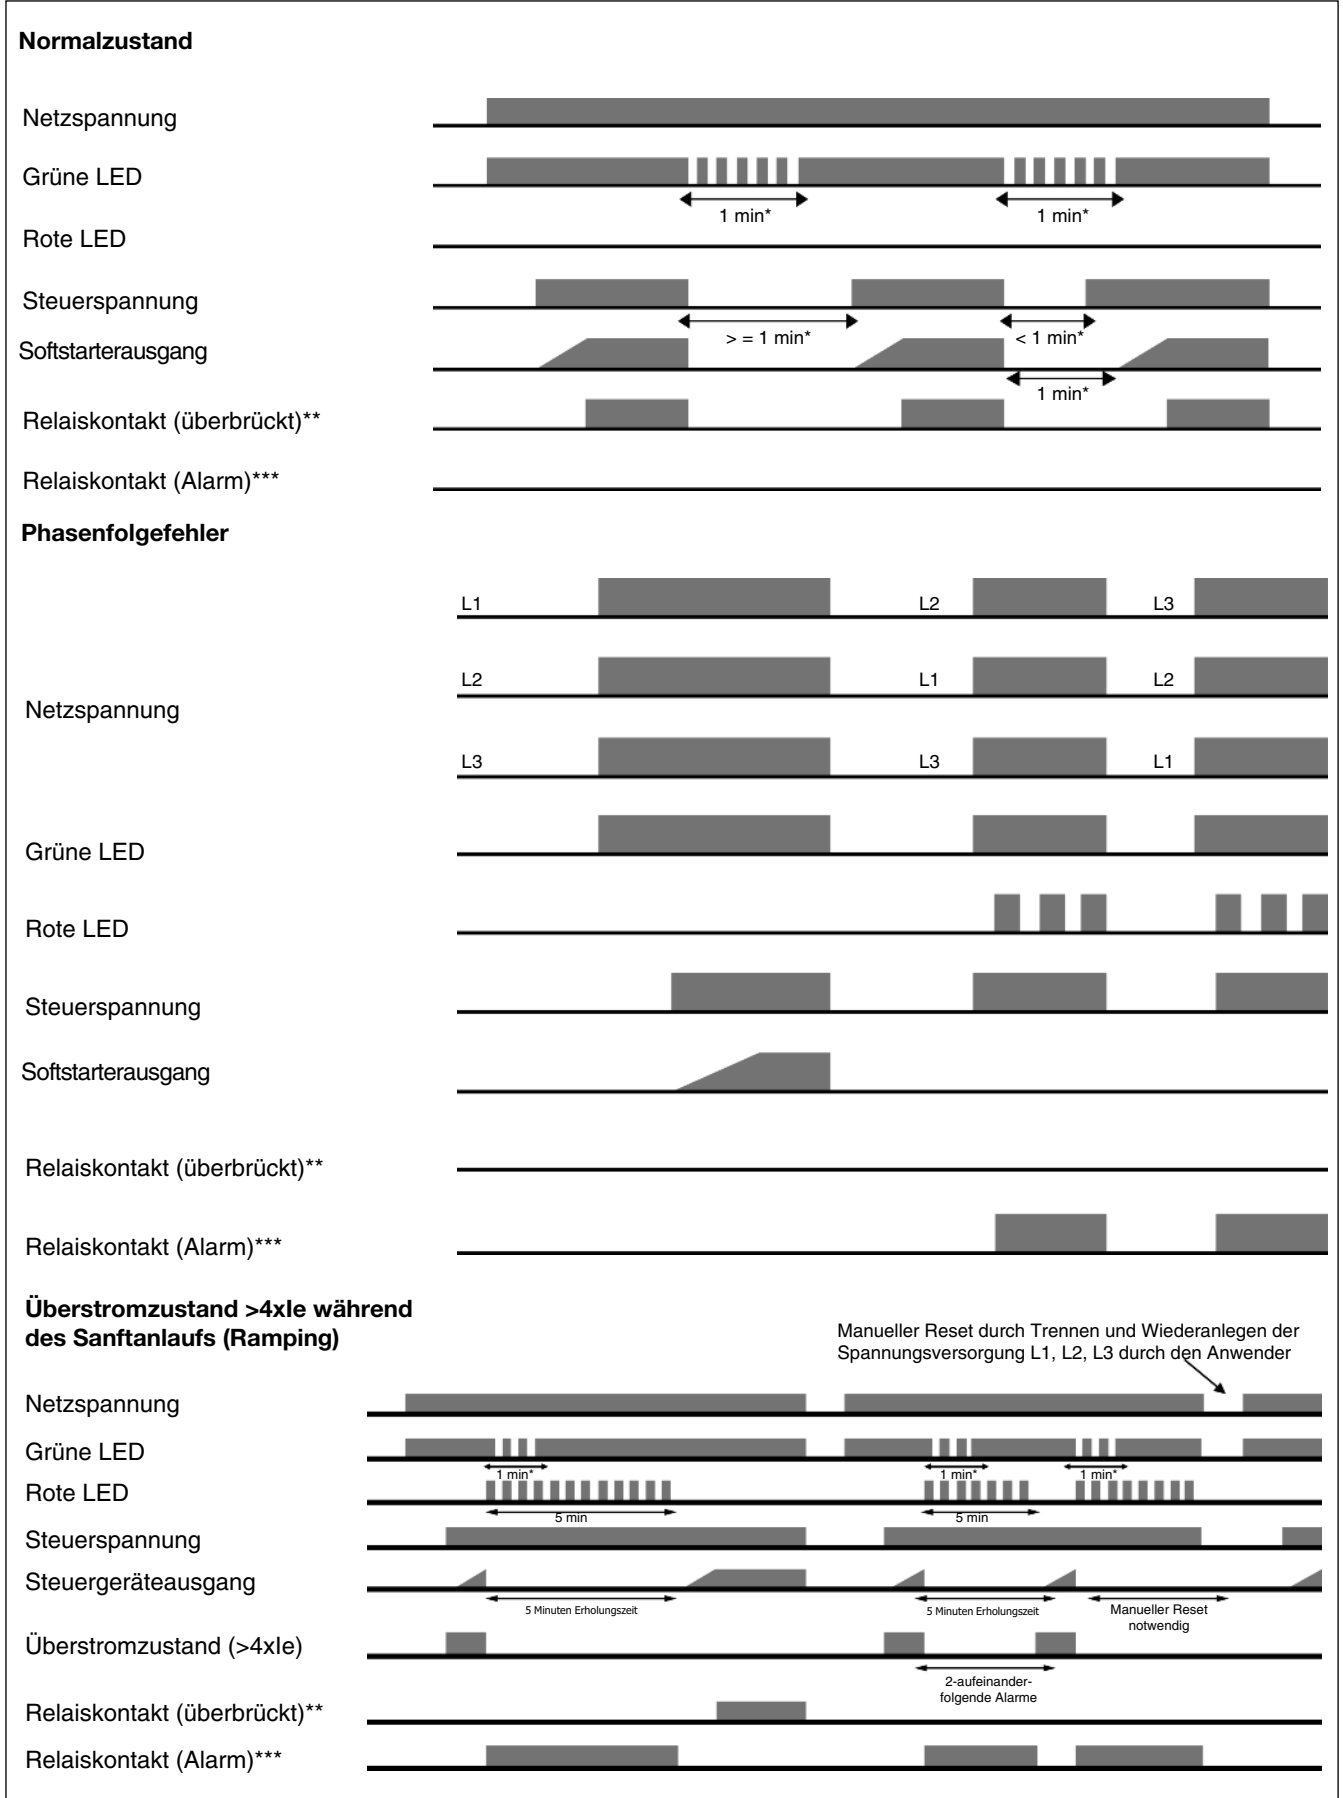 Normalzustand
Netzspannung
Grüne LED
1 min*
1 min*
Rote LED
Steuerspannung
> = 1 min*
< 1 min*
Softstarterausgang
1 min*
Relaiskontakt (überbrückt)**
Relaiskontakt (Alarm)***
Phasenfolgefehler
L1
L2
L3
L2
L1
L2
Netzspannung
L3
L3
L1
Grüne LED
Rote LED
Steuerspannung
Softstarterausgang
Relaiskontakt (überbrückt)**
Relaiskontakt (Alarm)***
Überstromzustand >4xIe während
des Sanftanlaufs (Ramping)
Manueller Reset durch Trennen und Wiederanlegen der
Spannungsversorgung L1, L2, L3 durch den Anwender
Netzspannung
Grüne LED
1 min*
1 min*
1 min*
Rote LED
5 min
5 min
Steuerspannung
Steuergeräteausgang
5 Minuten Erholungszeit
5 Minuten Erholungszeit
Manueller Reset
notwendig
Überstromzustand (>4xIe)
2-aufeinander-
folgende Alarme
Relaiskontakt (überbrückt)**
Relaiskontakt (Alarm)***